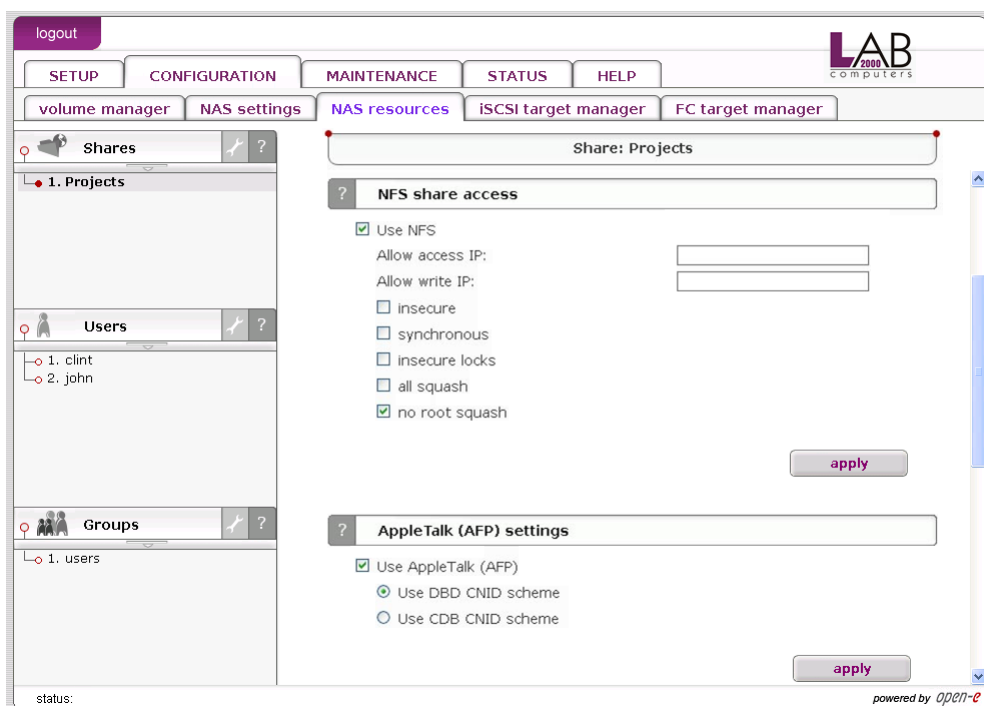 logout
LAB
2000
computers
SETUP CONFIGURATION MAINTENANCE STATUS HELP
volume manager NAS settings NAS resources iSCSI target manager FC target manager
Shares ?
1. Projects
Users ?
1. clint
2. john
Groups ?
1. users
Share: Projects
? NFS share access
Use NFS
Allow access IP:
Allow write IP:
insecure
synchronous
insecure locks
all squash
no root squash
apply
? AppleTalk (AFP) settings
Use AppleTalk (AFP)
Use DBD CNID scheme
Use CDB CNID scheme
apply
status: powered by open-e